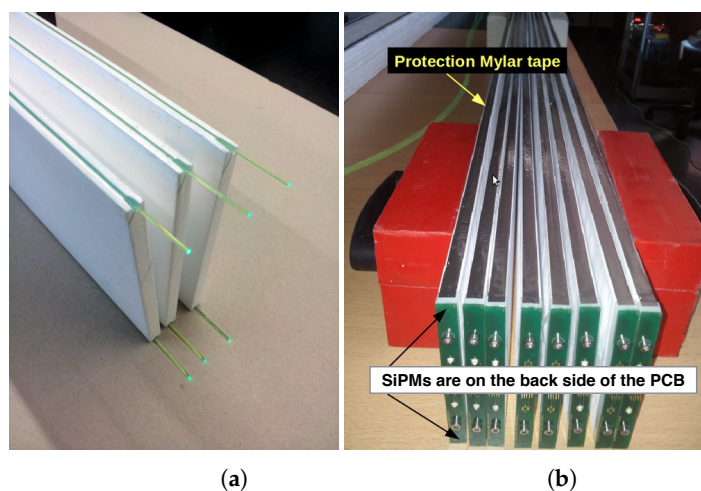 Protection Mylar tape
SiPMs are on the back side of the PCB
(a)
(b)